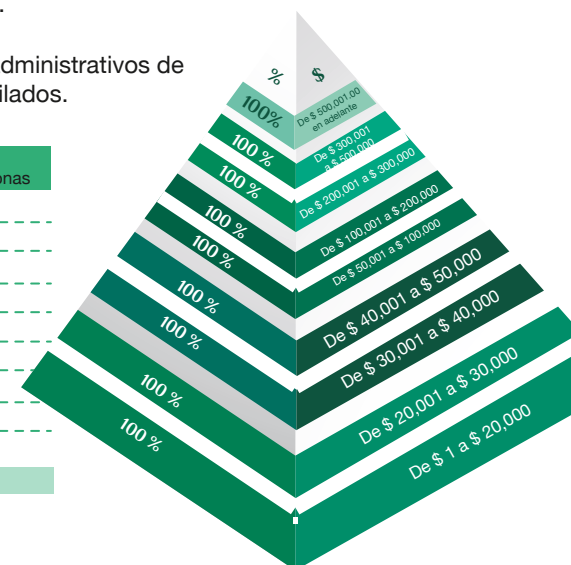 .
dministrativos de
ilados.
onas
% $
100% De $ 500,001.00
en adelante
100 % De $ 300,001
a $ 500,000
100 % De $ 200,001 a $ 300,000
100 % De $ 100,001 a $ 200,000
100 % De $ 50,001 a $ 100,000
100 % De $ 40,001 a $ 50,000
100 % De $ 30,001 a $ 40,000
100 % De $ 20,001 a $ 30,000
100 % De $ 1 a $ 20,000